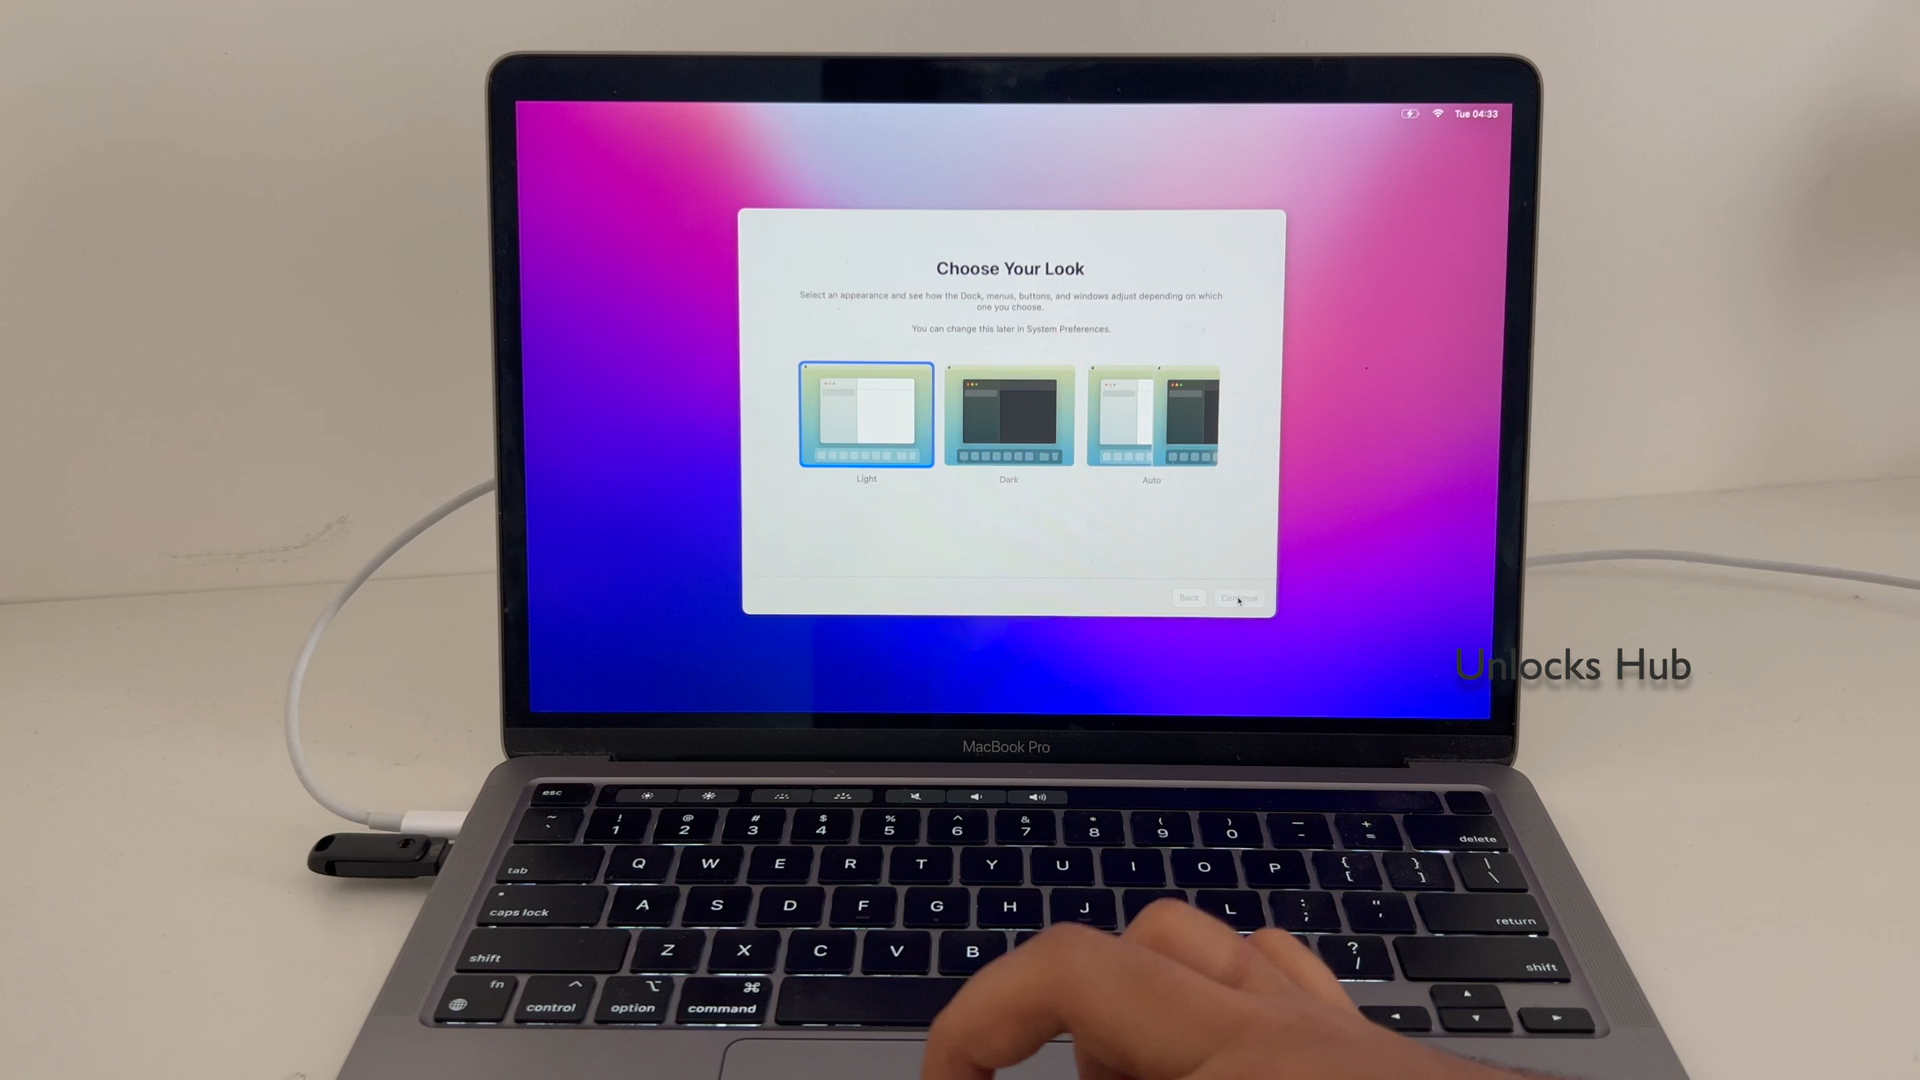 Tue 04:33
Choose Your Look
Select an appearance and see how the Dock, menus, buttons, and windows adjust depending on which
one you choose.
You can change this later in System Preferences.
Light
Dark
Auto
Back
Continue
Unlocks Hub
MacBook Pro
esc
~ ! @ # $ % ^ & * ( ) _ +
` 1 2 3 4 5 6 7 8 9 0 - = delete
tab Q W E R T Y U I O P { [ } ] | \
caps lock A S D F G H J L : ; " ' return
shift Z X C V B ? / shift
fn control ^ option ⌥ command ⌘